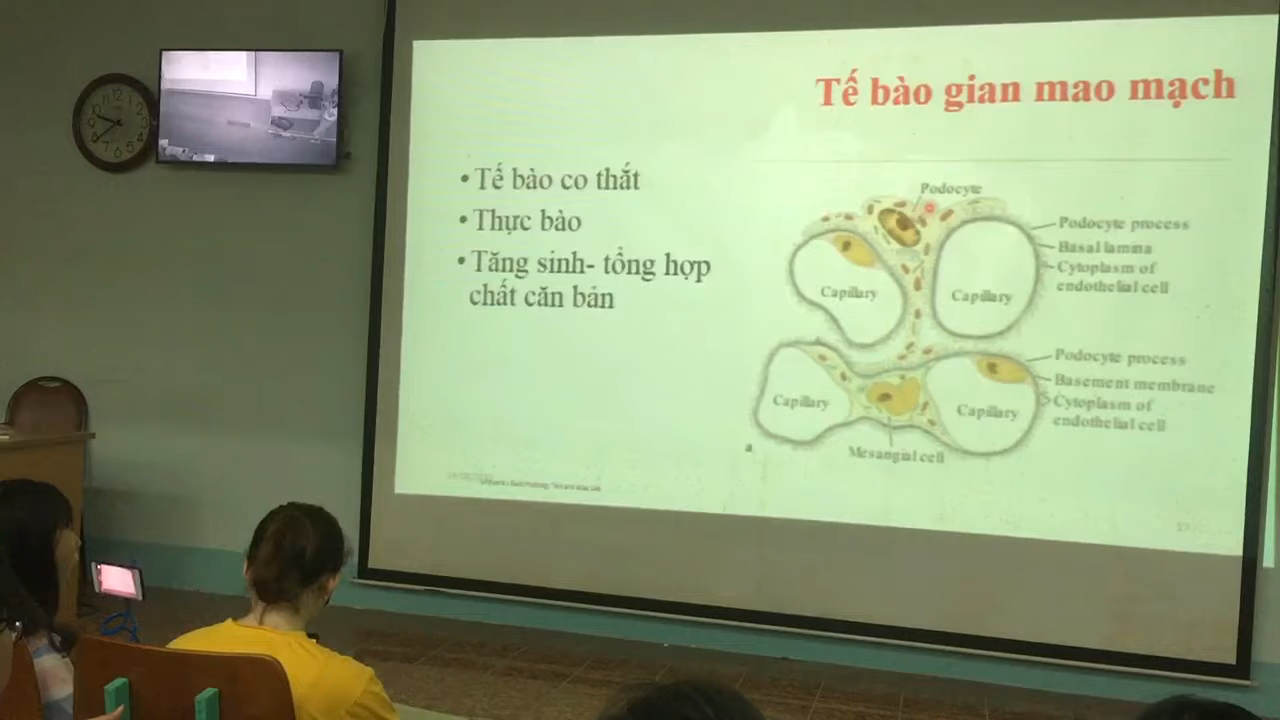 Tế bào gian mao mạch
• Tế bào co thắt
• Thực bào
• Tăng sinh- tổng hợp
chất căn bản
Podocyte
Podocyte process
Basal lamina
Cytoplasm of
endothelial cell
Capillary
Capillary
Podocyte process
Basement membrane
Cytoplasm of
endothelial cell
Capillary
Capillary
Mesangial cell
a
17